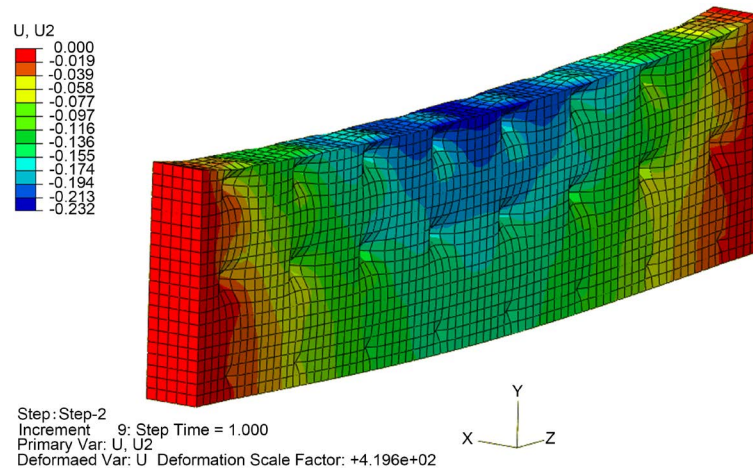 U, U2
0.000
-0.019
-0.039
-0.058
-0.077
-0.097
-0.116
-0.136
-0.155
-0.174
-0.194
-0.213
-0.232
Y
X
Z
Step: Step-2
Increment 9: Step Time = 1.000
Primary Var: U, U2
Deformaed Var: U Deformation Scale Factor: +4.196e+02